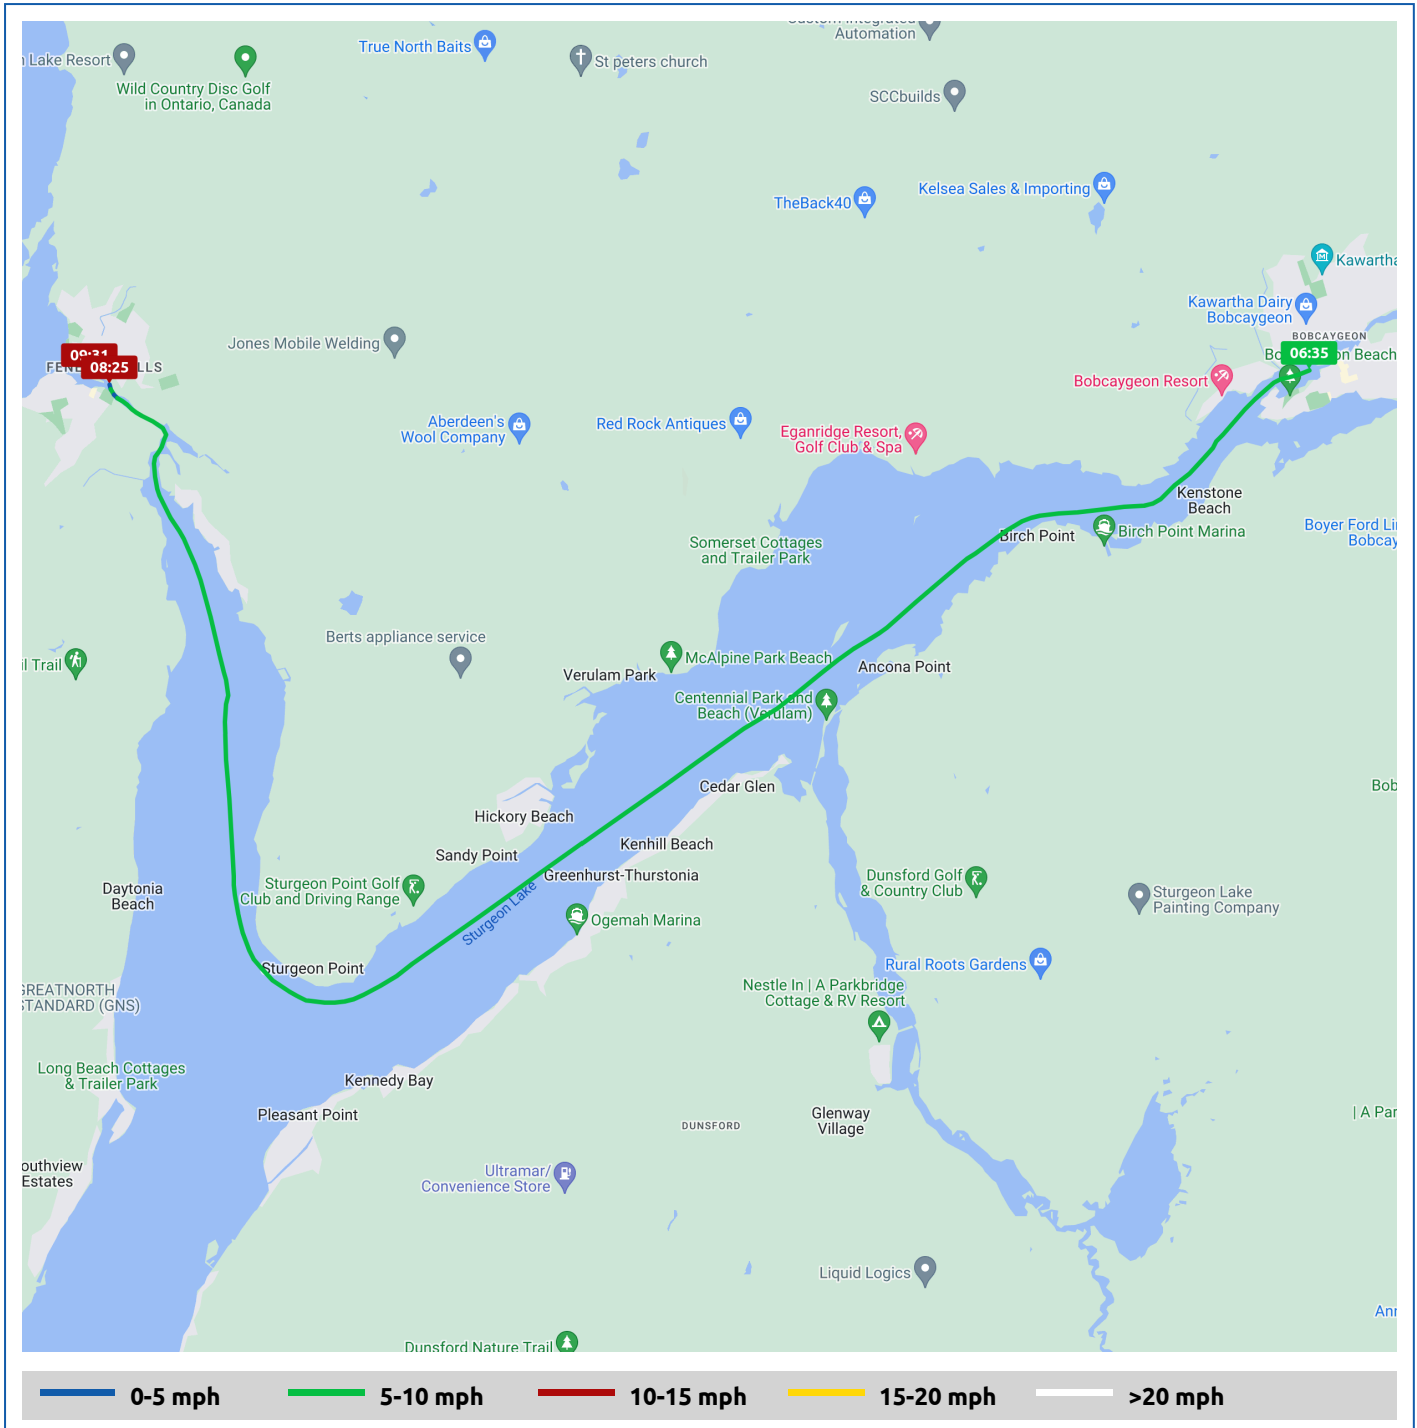 Automation
Lake Resort
Wild Country Disc Golf
in Ontario, Canada
True North Baits
St peters church
SCCbuilds
TheBack40
Kelsea Sales & Importing
Kawartha
Kawartha Dairy
Bobcaygeon
BOBCAYGEON
06:35
Beach
Bobcaygeon Resort
Jones Mobile Welding
09:31
08:25
Aberdeen's
Wool Company
Red Rock Antiques
Eganridge Resort,
Golf Club & Spa
Kenstone
Beach
Birch Point
Birch Point Marina
Boyer Ford
Somerset Cottages
and Trailer Park
Berts appliance service
Trail
Verulam Park
McAlpine Park Beach
Ancona Point
Centennial Park and
Beach (Verulam)
Cedar Glen
Hickory Beach
Kenhill Beach
Sandy Point
Greenhurst-Thurstonia
Sturgeon Lake
Daytonia
Beach
Sturgeon Point Golf
Club and Driving Range
Ogemah Marina
Dunsford Golf
& Country Club
Sturgeon Lake
Painting Company
Sturgeon Point
Rural Roots Gardens
GREATNORTH
STANDARD (GNS)
Nestle In | A Parkbridge
Cottage & RV Resort
Long Beach Cottages
& Trailer Park
Kennedy Bay
Pleasant Point
DUNSFORD
Glenway
Village
| A Par
outhview
Estates
Ultramar/
Convenience Store
Liquid Logics
Dunsford Nature Trail
0-5 mph
5-10 mph
10-15 mph
15-20 mph
>20 mph